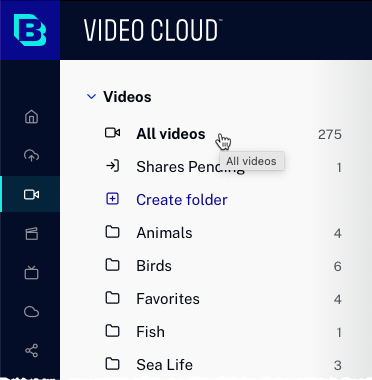 VIDEO CLOUD™
Videos
All videos 275
All videos
Shares Pending 1
Create folder
Animals 4
Birds 6
Favorites 4
Fish 1
Sea Life 3